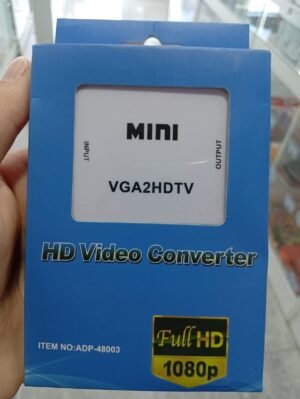 MINI
INPUT
OUTPUT
VGA2HDTV
HD Video Converter
ITEM NO:ADP-48003
Full HD
1080p